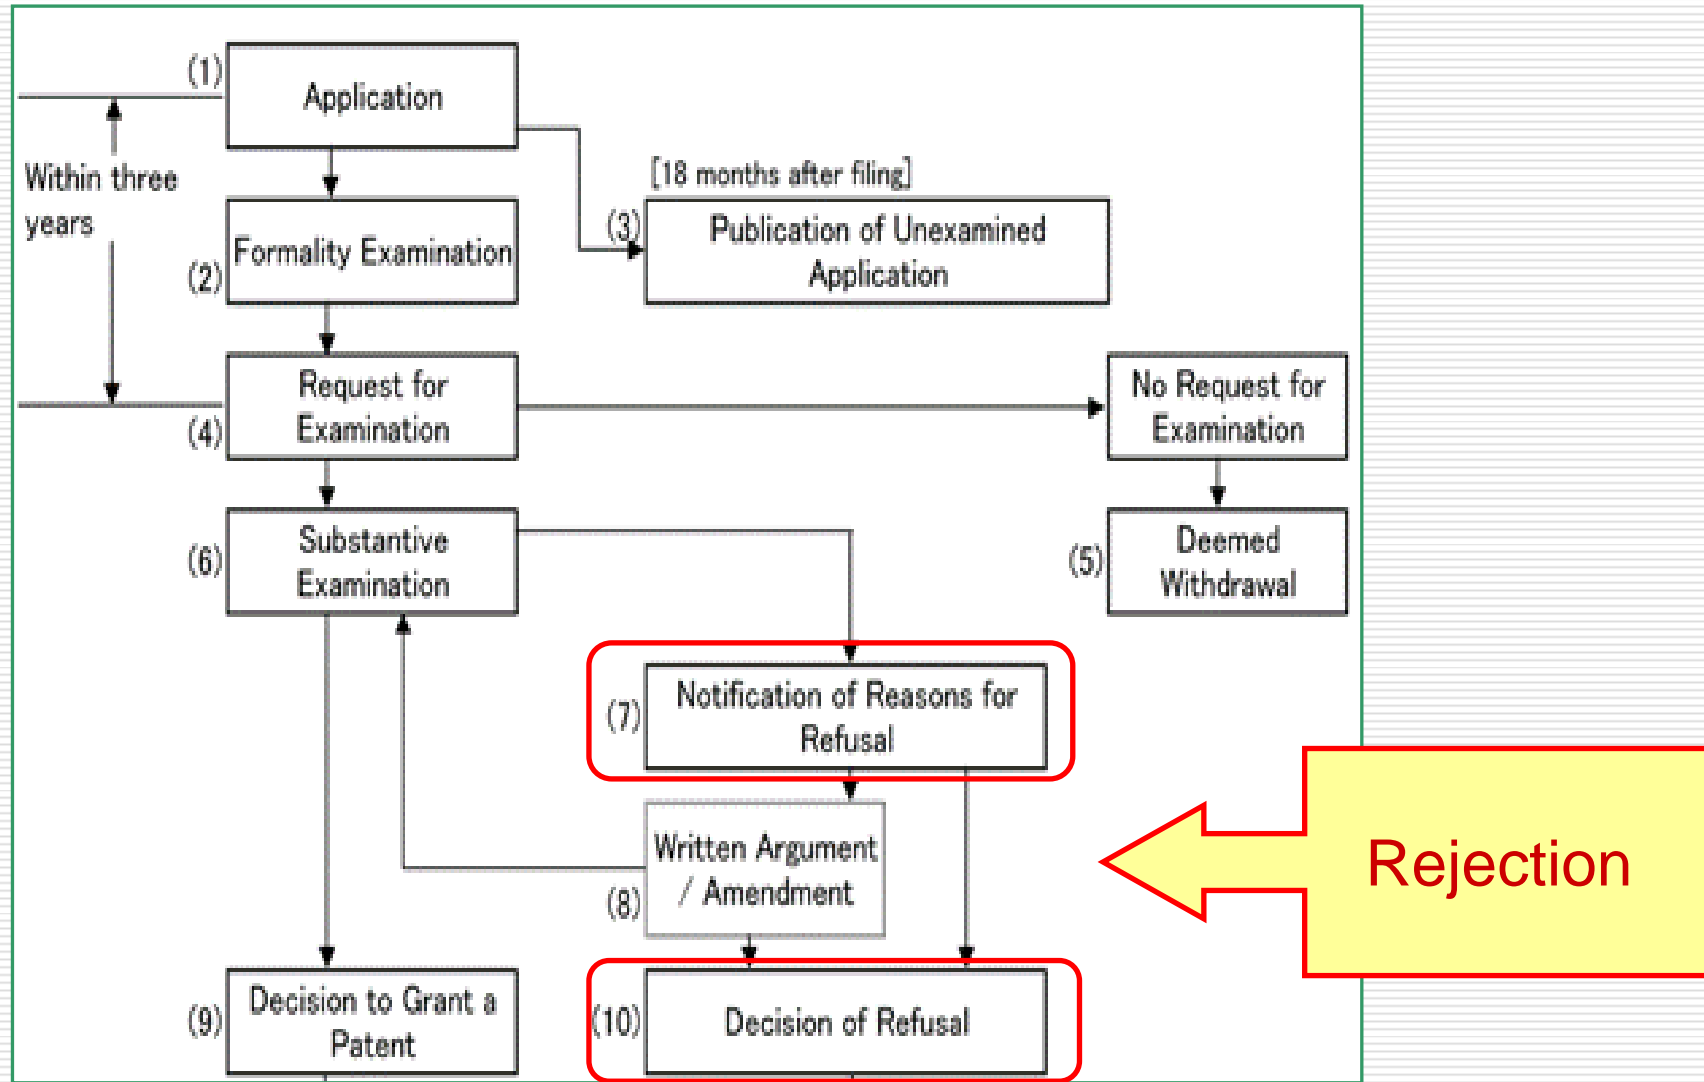 (1)
Application
Within three
years
[18 months after filing]
(2)
Formality Examination
(3)
Publication of Unexamined
Application
(4)
Request for
Examination
No Request for
Examination
(6)
Substantive
Examination
(5)
Deemed
Withdrawal
(7)
Notification of Reasons for
Refusal
(8)
Written Argument
/ Amendment
Rejection
(9)
Decision to Grant a
Patent
(10)
Decision of Refusal